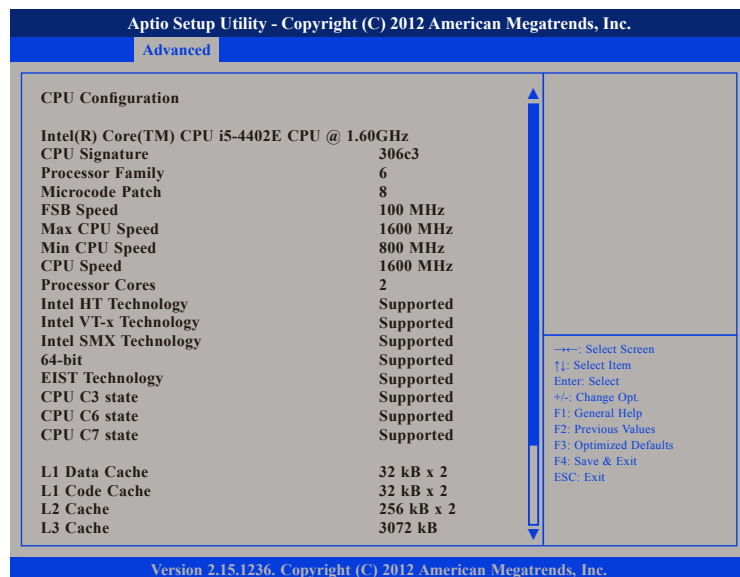 Aptio Setup Utility - Copyright (C) 2012 American Megatrends, Inc.
Advanced
CPU Configuration
Intel(R) Core(TM) CPU i5-4402E CPU @ 1.60GHz
CPU Signature 306c3
Processor Family 6
Microcode Patch 8
FSB Speed 100 MHz
Max CPU Speed 1600 MHz
Min CPU Speed 800 MHz
CPU Speed 1600 MHz
Processor Cores 2
Intel HT Technology Supported
Intel VT-x Technology Supported
Intel SMX Technology Supported
64-bit Supported
EIST Technology Supported
CPU C3 state Supported
CPU C6 state Supported
CPU C7 state Supported
L1 Data Cache 32 kB x 2
L1 Code Cache 32 kB x 2
L2 Cache 256 kB x 2
L3 Cache 3072 kB
→←: Select Screen
↑↓: Select Item
Enter: Select
+/-: Change Opt.
F1: General Help
F2: Previous Values
F3: Optimized Defaults
F4: Save & Exit
ESC: Exit
Version 2.15.1236. Copyright (C) 2012 American Megatrends, Inc.